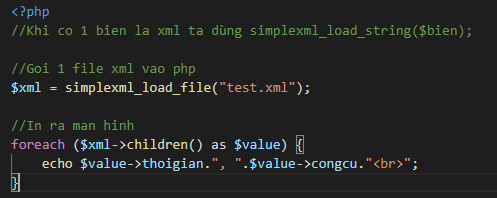 <?php
//Khi co 1 bien la xml ta dùng simplexml_load_string($bien);
//Goi 1 file xml vao php
$xml = simplexml_load_file("test.xml");
//In ra man hinh
foreach ($xml->children() as $value) {
    echo $value->thoigian.", ".$value->congcu."<br>";
}